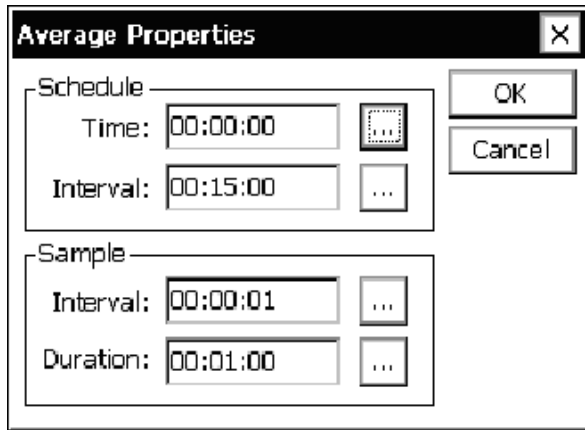 Average Properties
Schedule
Time: 00:00:00 ...
Interval: 00:15:00 ...
Sample
Interval: 00:00:01 ...
Duration: 00:01:00 ...
OK
Cancel